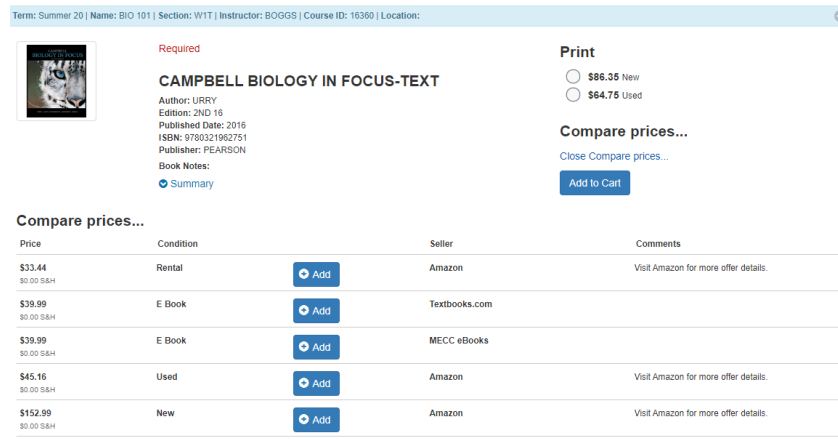 Term: Summer 20 | Name: BIO 101 | Section: W1T | Instructor: BOGGS | Course ID: 16360 | Location:
CAMPBELL
BIOLOGY IN FOCUS
Required
CAMPBELL BIOLOGY IN FOCUS-TEXT
Author: URRY
Edition: 2ND 16
Published Date: 2016
ISBN: 9780321962751
Publisher: PEARSON
Book Notes:
Summary
Print
$86.35 New
$64.75 Used
Compare prices...
Close Compare prices...
Add to Cart
Compare prices...
Price Condition Seller Comments
$33.44 Rental Add Amazon Visit Amazon for more offer details.
$0.00 S&H
$39.99 E Book Add Textbooks.com
$0.00 S&H
$39.99 E Book Add MECC eBooks
$0.00 S&H
$45.16 Used Add Amazon Visit Amazon for more offer details.
$0.00 S&H
$152.99 New Add Amazon Visit Amazon for more offer details.
$0.00 S&H